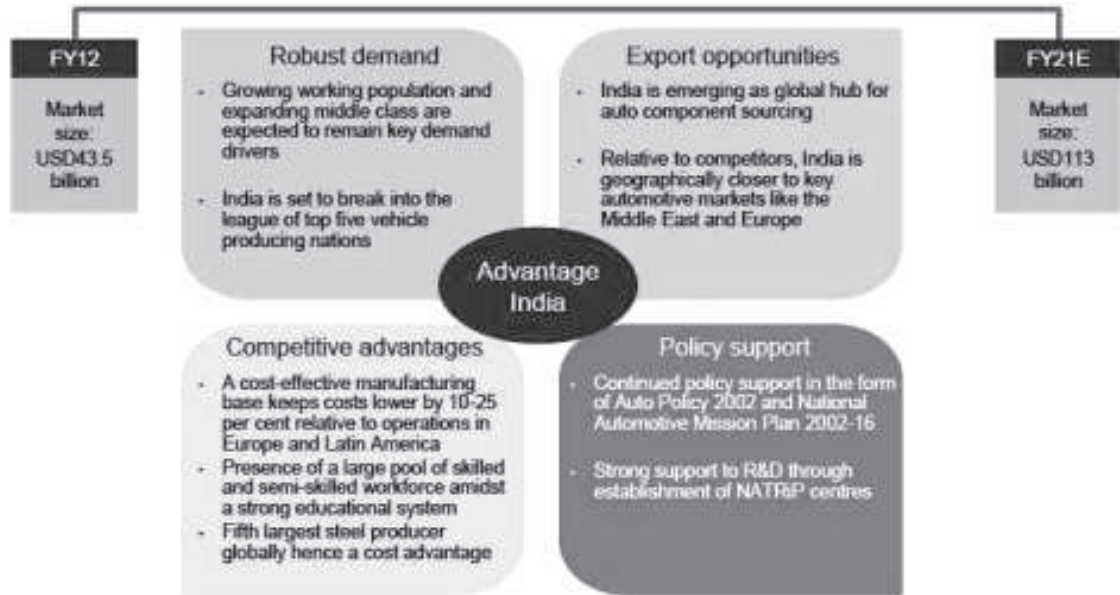 FY12
Market
size:
USD43.5
billion
Robust demand
- Growing working population and
expanding middle class are
expected to remain key demand
drivers
- India is set to break into the
league of top five vehicle
producing nations
Export opportunities
- India is emerging as global hub for
auto component sourcing
- Relative to competitors, India is
geographically closer to key
automotive markets like the
Middle East and Europe
FY21E
Market
size:
USD113
billion
Advantage
India
Competitive advantages
- A cost-effective manufacturing
base keeps costs lower by 10-25
per cent relative to operations in
Europe and Latin America
- Presence of a large pool of skilled
and semi-skilled workforce amidst
a strong educational system
- Fifth largest steel producer
globally hence a cost advantage
Policy support
- Continued policy support in the form
of Auto Policy 2002 and National
Automotive Mission Plan 2002-16
- Strong support to R&D through
establishment of NATRiP centres